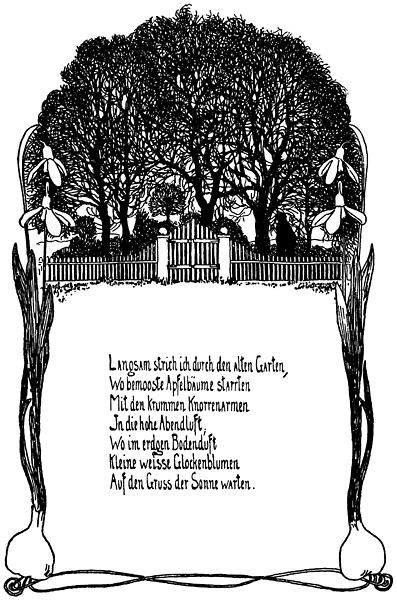 Langsam strich ich durch den alten Garten,
Wo bemooste Apfelbäume starrten
Mit den krummen Knorrenarmen
In die hohe Abendluft,
Wo im erdgen Bodenduft
Kleine weisse Glockenblumen
Auf den Gruss der Sonne warten.